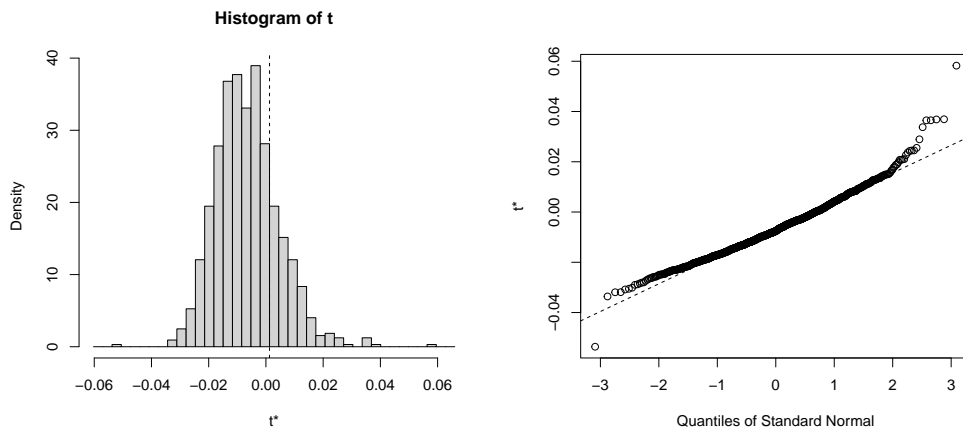 Histogram of t
Density
0 10 20 30 40
−0.06 −0.04 −0.02 0.00 0.02 0.04 0.06
t*
t*
−0.04 0.00 0.02 0.04 0.06
−3 −2 −1 0 1 2 3
Quantiles of Standard Normal